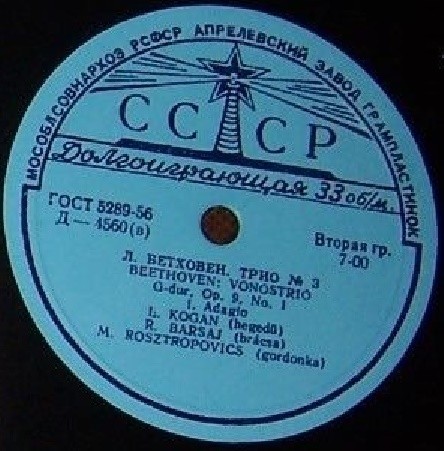 МОСОБЛСОВНАРХОЗ РСФСР АПРЕЛЕВСКИЙ ЗАВОД ГРАМПЛАСТИНОК
СССР
Долгоиграющая 33 об/м.
ГОСТ 5289-56
Д — 4560 (в)
Вторая гр.
7-00
Л. БЕТХОВЕН. ТРИО № 3
BEETHOVEN: VONÓSTRIÓ
G-dur, Op. 9, No. 1
I. Adagio
L. KOGAN (hegedű)
R. BARSAJ (brácsa)
M. ROSZTROPOVICS (gordonka)